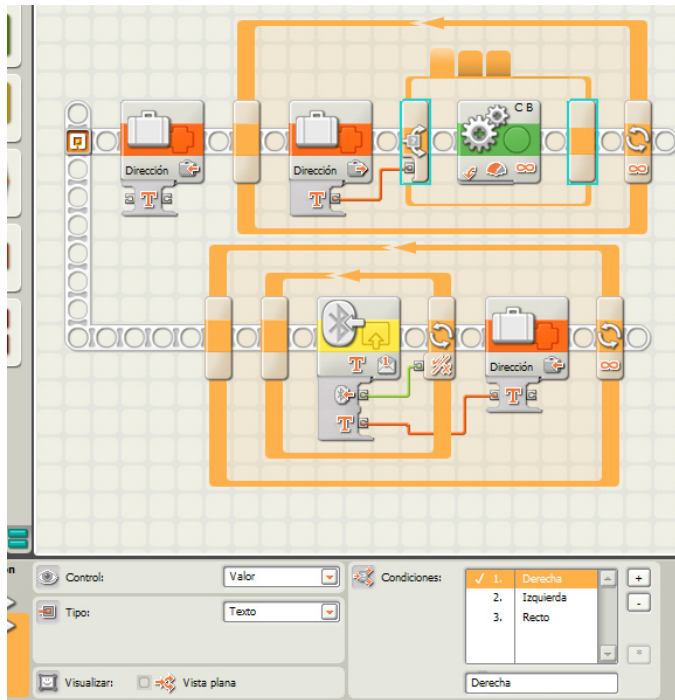 C B
Dirección
Dirección
T
T
1
T
Dirección
T
T
ón
Control:
Valor
Condiciones:
✓ 1. Derecha
2. Izquierda
3. Recto
+
-
*
Tipo:
Texto
Visualizar:
Vista plana
Derecha